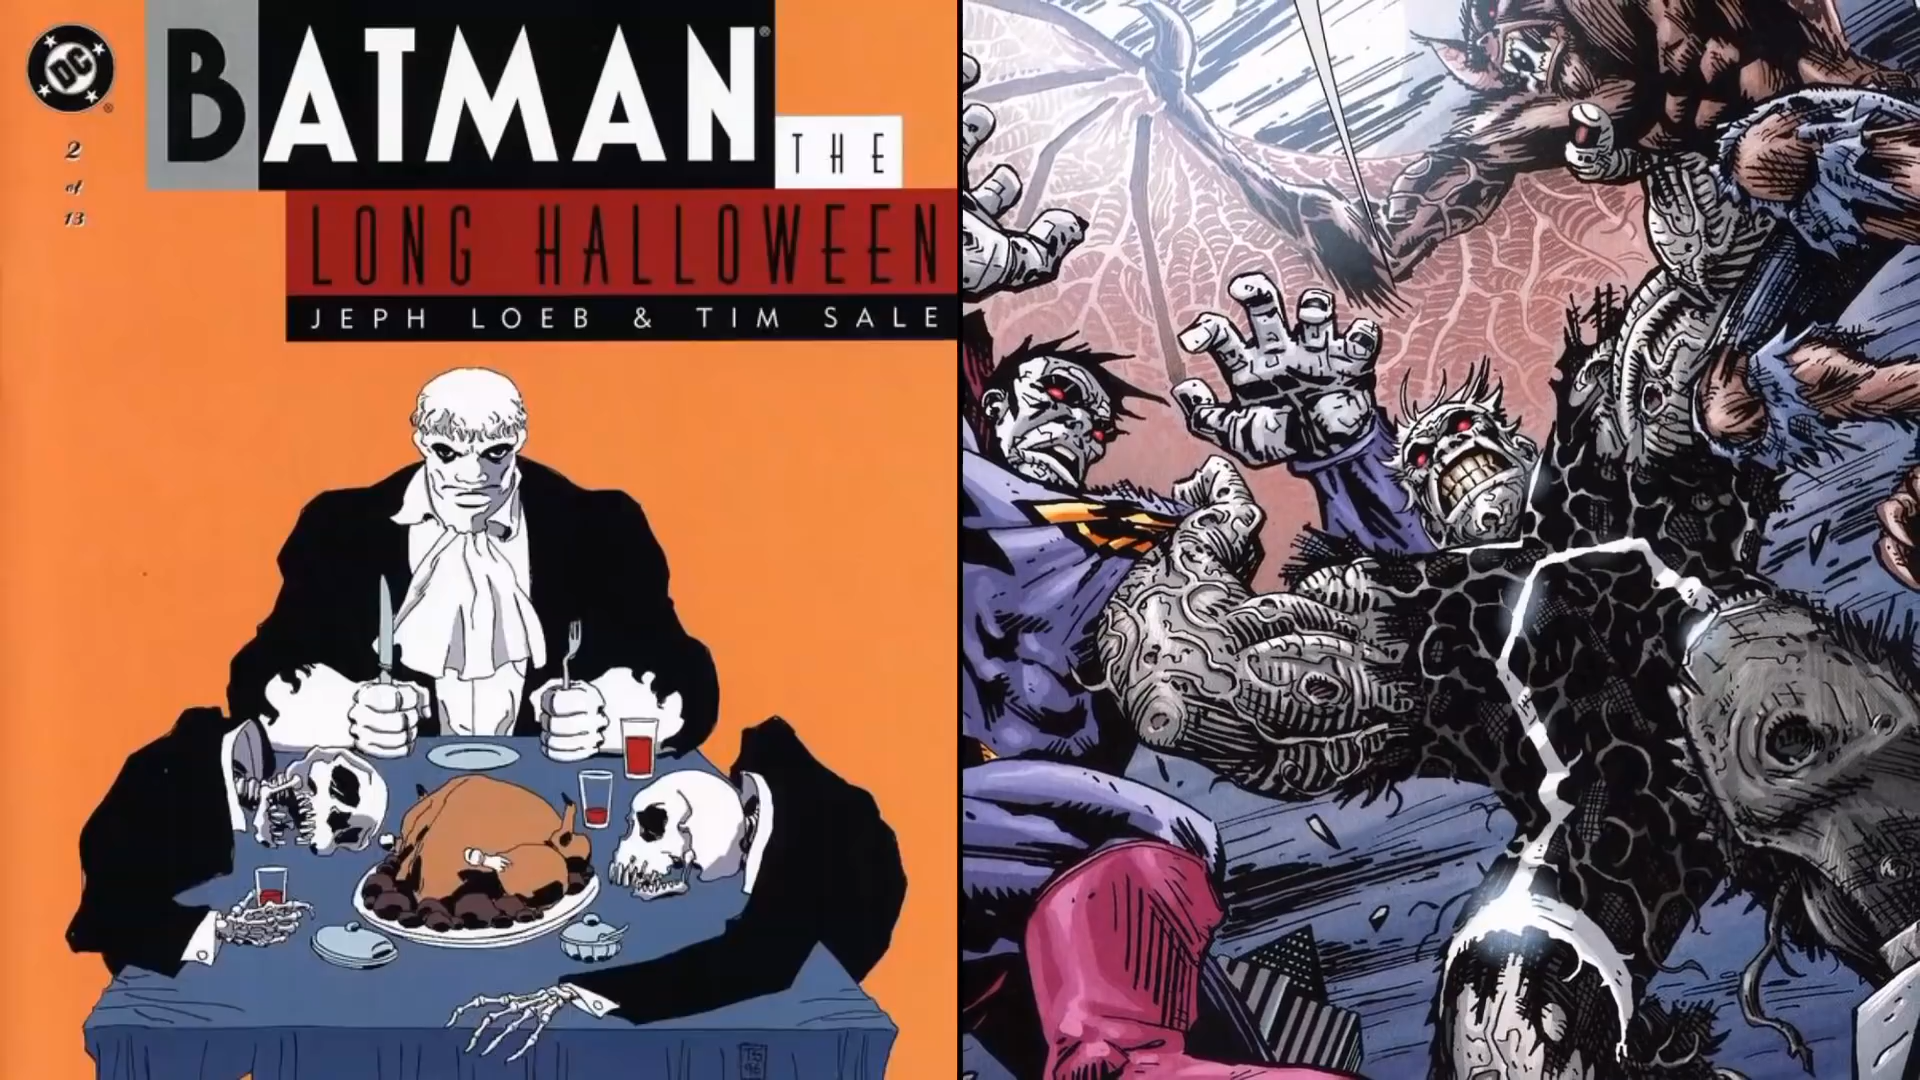 DC
BATMAN®
THE
LONG HALLOWEEN
JEPH LOEB & TIM SALE
2
of
13
TS
96